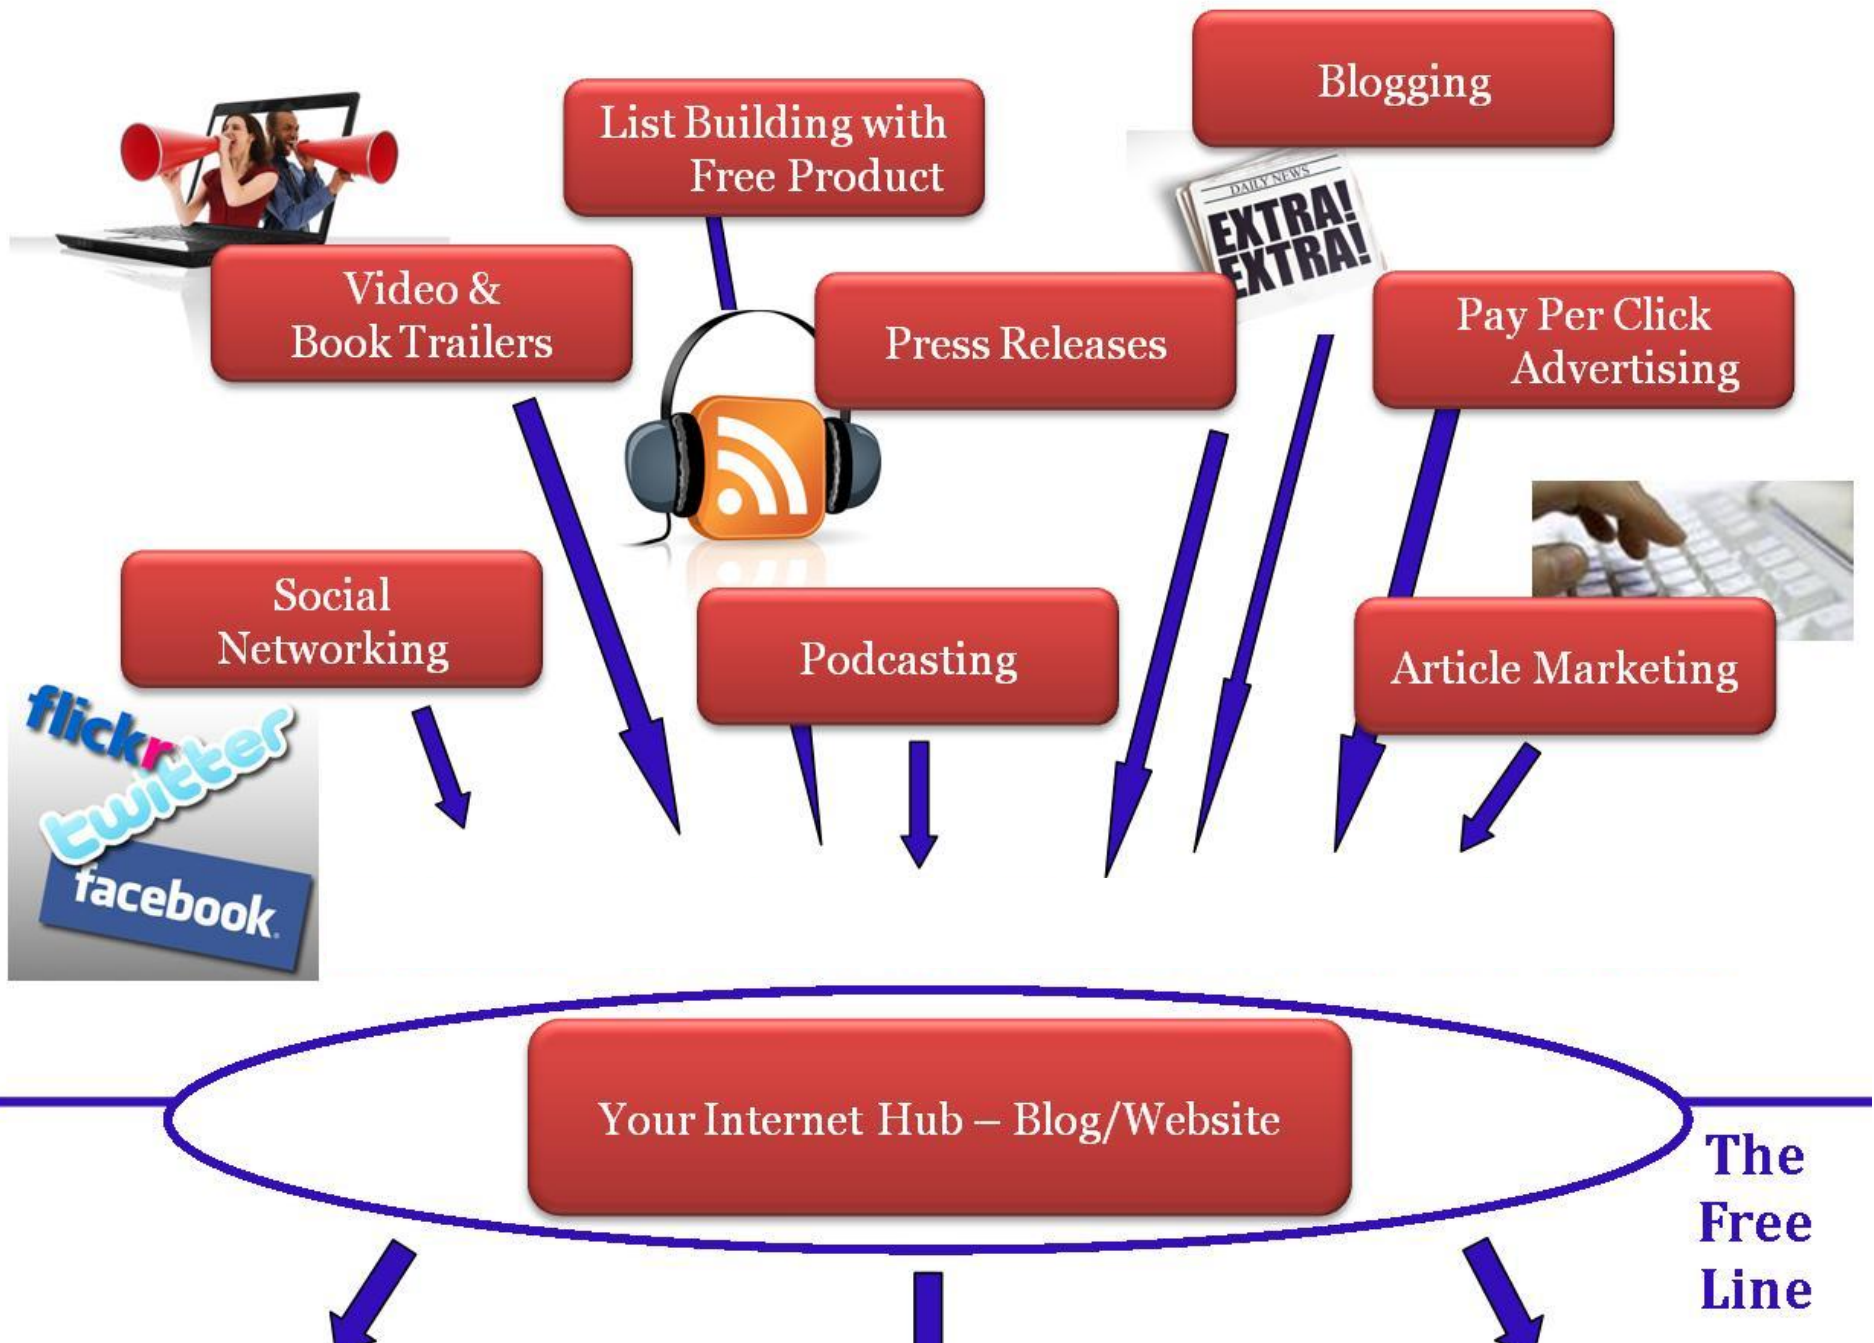 Blogging
List Building with
Free Product
DAILY NEWS
EXTRA!
EXTRA!
Video &
Book Trailers
Press Releases
Pay Per Click
Advertising
Social
Networking
Podcasting
Article Marketing
flickr
twitter
facebook
Your Internet Hub – Blog/Website
The
Free
Line